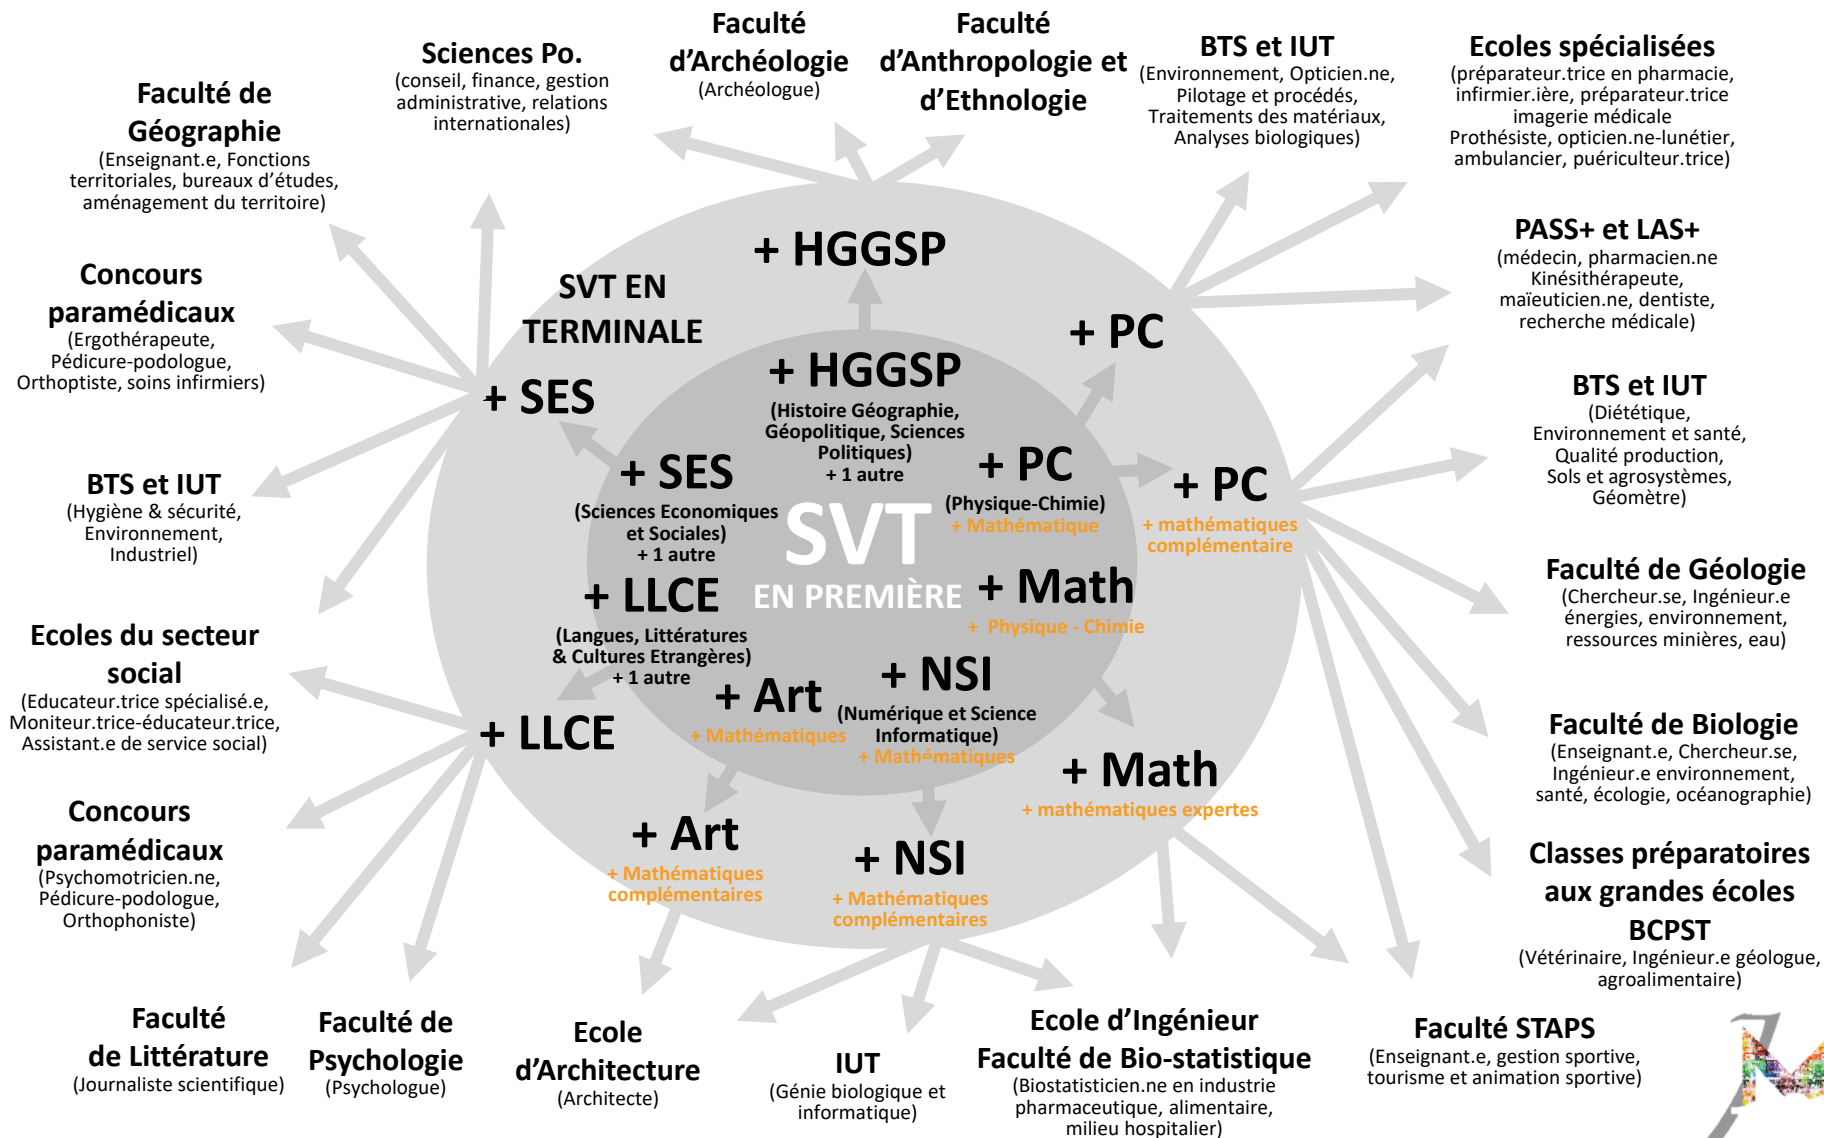 Faculté de
Géographie
(Enseignant.e, Fonctions
territoriales, bureaux d’études,
aménagement du territoire)
Sciences Po.
(conseil, finance, gestion
administrative, relations
internationales)
Faculté
d’Archéologie
(Archéologue)
Faculté
d’Anthropologie et
d’Ethnologie
BTS et IUT
(Environnement, Opticien.ne,
Pilotage et procédés,
Traitements des matériaux,
Analyses biologiques)
Ecoles spécialisées
(préparateur.trice en pharmacie,
infirmier.ière, préparateur.trice
imagerie médicale
Prothésiste, opticien.ne-lunétier,
ambulancier, puériculteur.trice)
PASS+ et LAS+
(médecin, pharmacien.ne
Kinésithérapeute,
maïeuticien.ne, dentiste,
recherche médicale)
BTS et IUT
(Diététique,
Environnement et santé,
Qualité production,
Sols et agrosystèmes,
Géomètre)
Faculté de Géologie
(Chercheur.se, Ingénieur.e
énergies, environnement,
ressources minières, eau)
Faculté de Biologie
(Enseignant.e, Chercheur.se,
Ingénieur.e environnement,
santé, écologie, océanographie)
Classes préparatoires
aux grandes écoles
BCPST
(Vétérinaire, Ingénieur.e géologue,
agroalimentaire)
Faculté STAPS
(Enseignant.e, gestion sportive,
tourisme et animation sportive)
Ecole d’Ingénieur
Faculté de Bio-statistique
(Biostatisticien.ne en industrie
pharmaceutique, alimentaire,
milieu hospitalier)
IUT
(Génie biologique et
informatique)
Ecole
d’Architecture
(Architecte)
Faculté de
Psychologie
(Psychologue)
Faculté
de Littérature
(Journaliste scientifique)
Concours
paramédicaux
(Psychomotricien.ne,
Pédicure-podologue,
Orthophoniste)
Ecoles du secteur
social
(Educateur.trice spécialisé.e,
Moniteur.trice-éducateur.trice,
Assistant.e de service social)
BTS et IUT
(Hygiène & sécurité,
Environnement,
Industriel)
Concours
paramédicaux
(Ergothérapeute,
Pédicure-podologue,
Orthoptiste, soins infirmiers)
SVT EN
TERMINALE
+ HGGSP
+ PC
+ PC
+ mathématiques
complémentaire
+ Math
+ mathématiques expertes
+ NSI
+ Mathématiques
complémentaires
+ Art
+ Mathématiques
complémentaires
+ LLCE
+ SES
SVT
EN PREMIÈRE
+ HGGSP
(Histoire Géographie,
Géopolitique, Sciences
Politiques)
+ 1 autre
+ PC
(Physique-Chimie)
+ Mathématique
+ Math
+ Physique - Chimie
+ NSI
(Numérique et Science
Informatique)
+ Mathématiques
+ Art
+ Mathématiques
+ LLCE
(Langues, Littératures
& Cultures Etrangères)
+ 1 autre
+ SES
(Sciences Economiques
et Sociales)
+ 1 autre